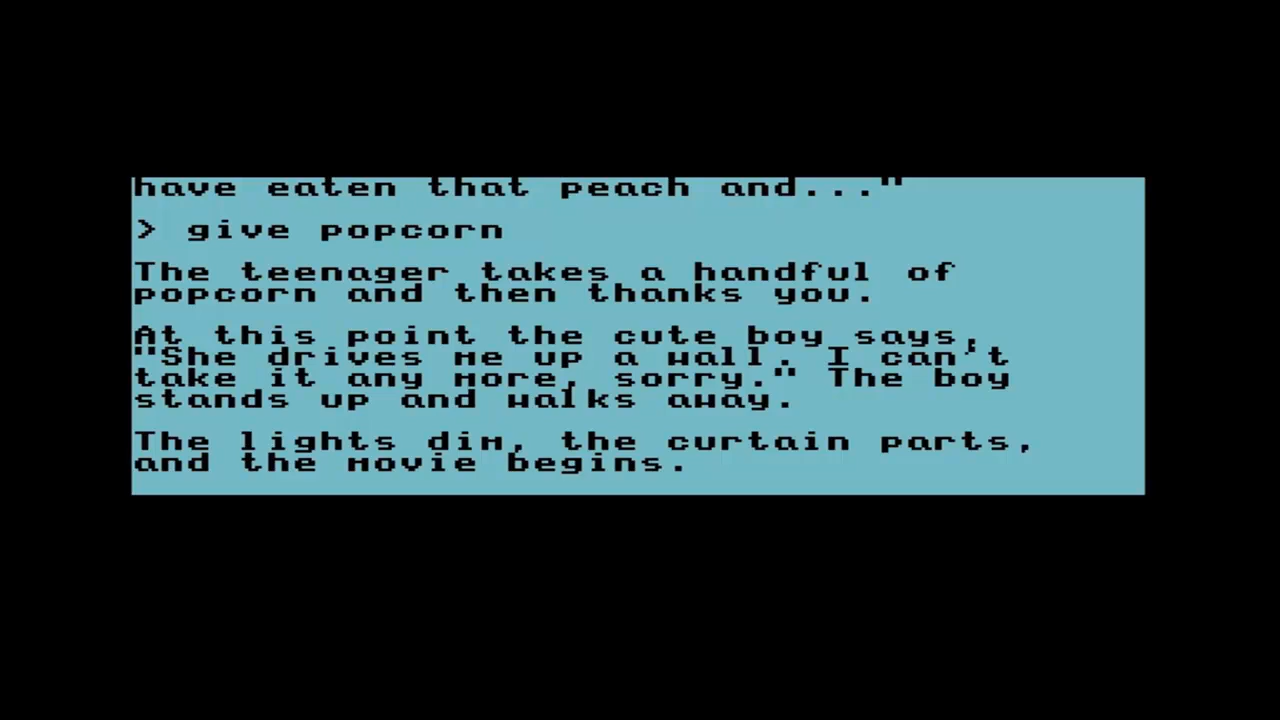 have eaten that peach and..."
> give popcorn
The teenager takes a handful of
popcorn and then thanks you.
At this point the cute boy says,
"She drives me up a wall. I can't
take it any more, sorry." The boy
stands up and walks away.
The lights dim, the curtain parts,
and the movie begins.